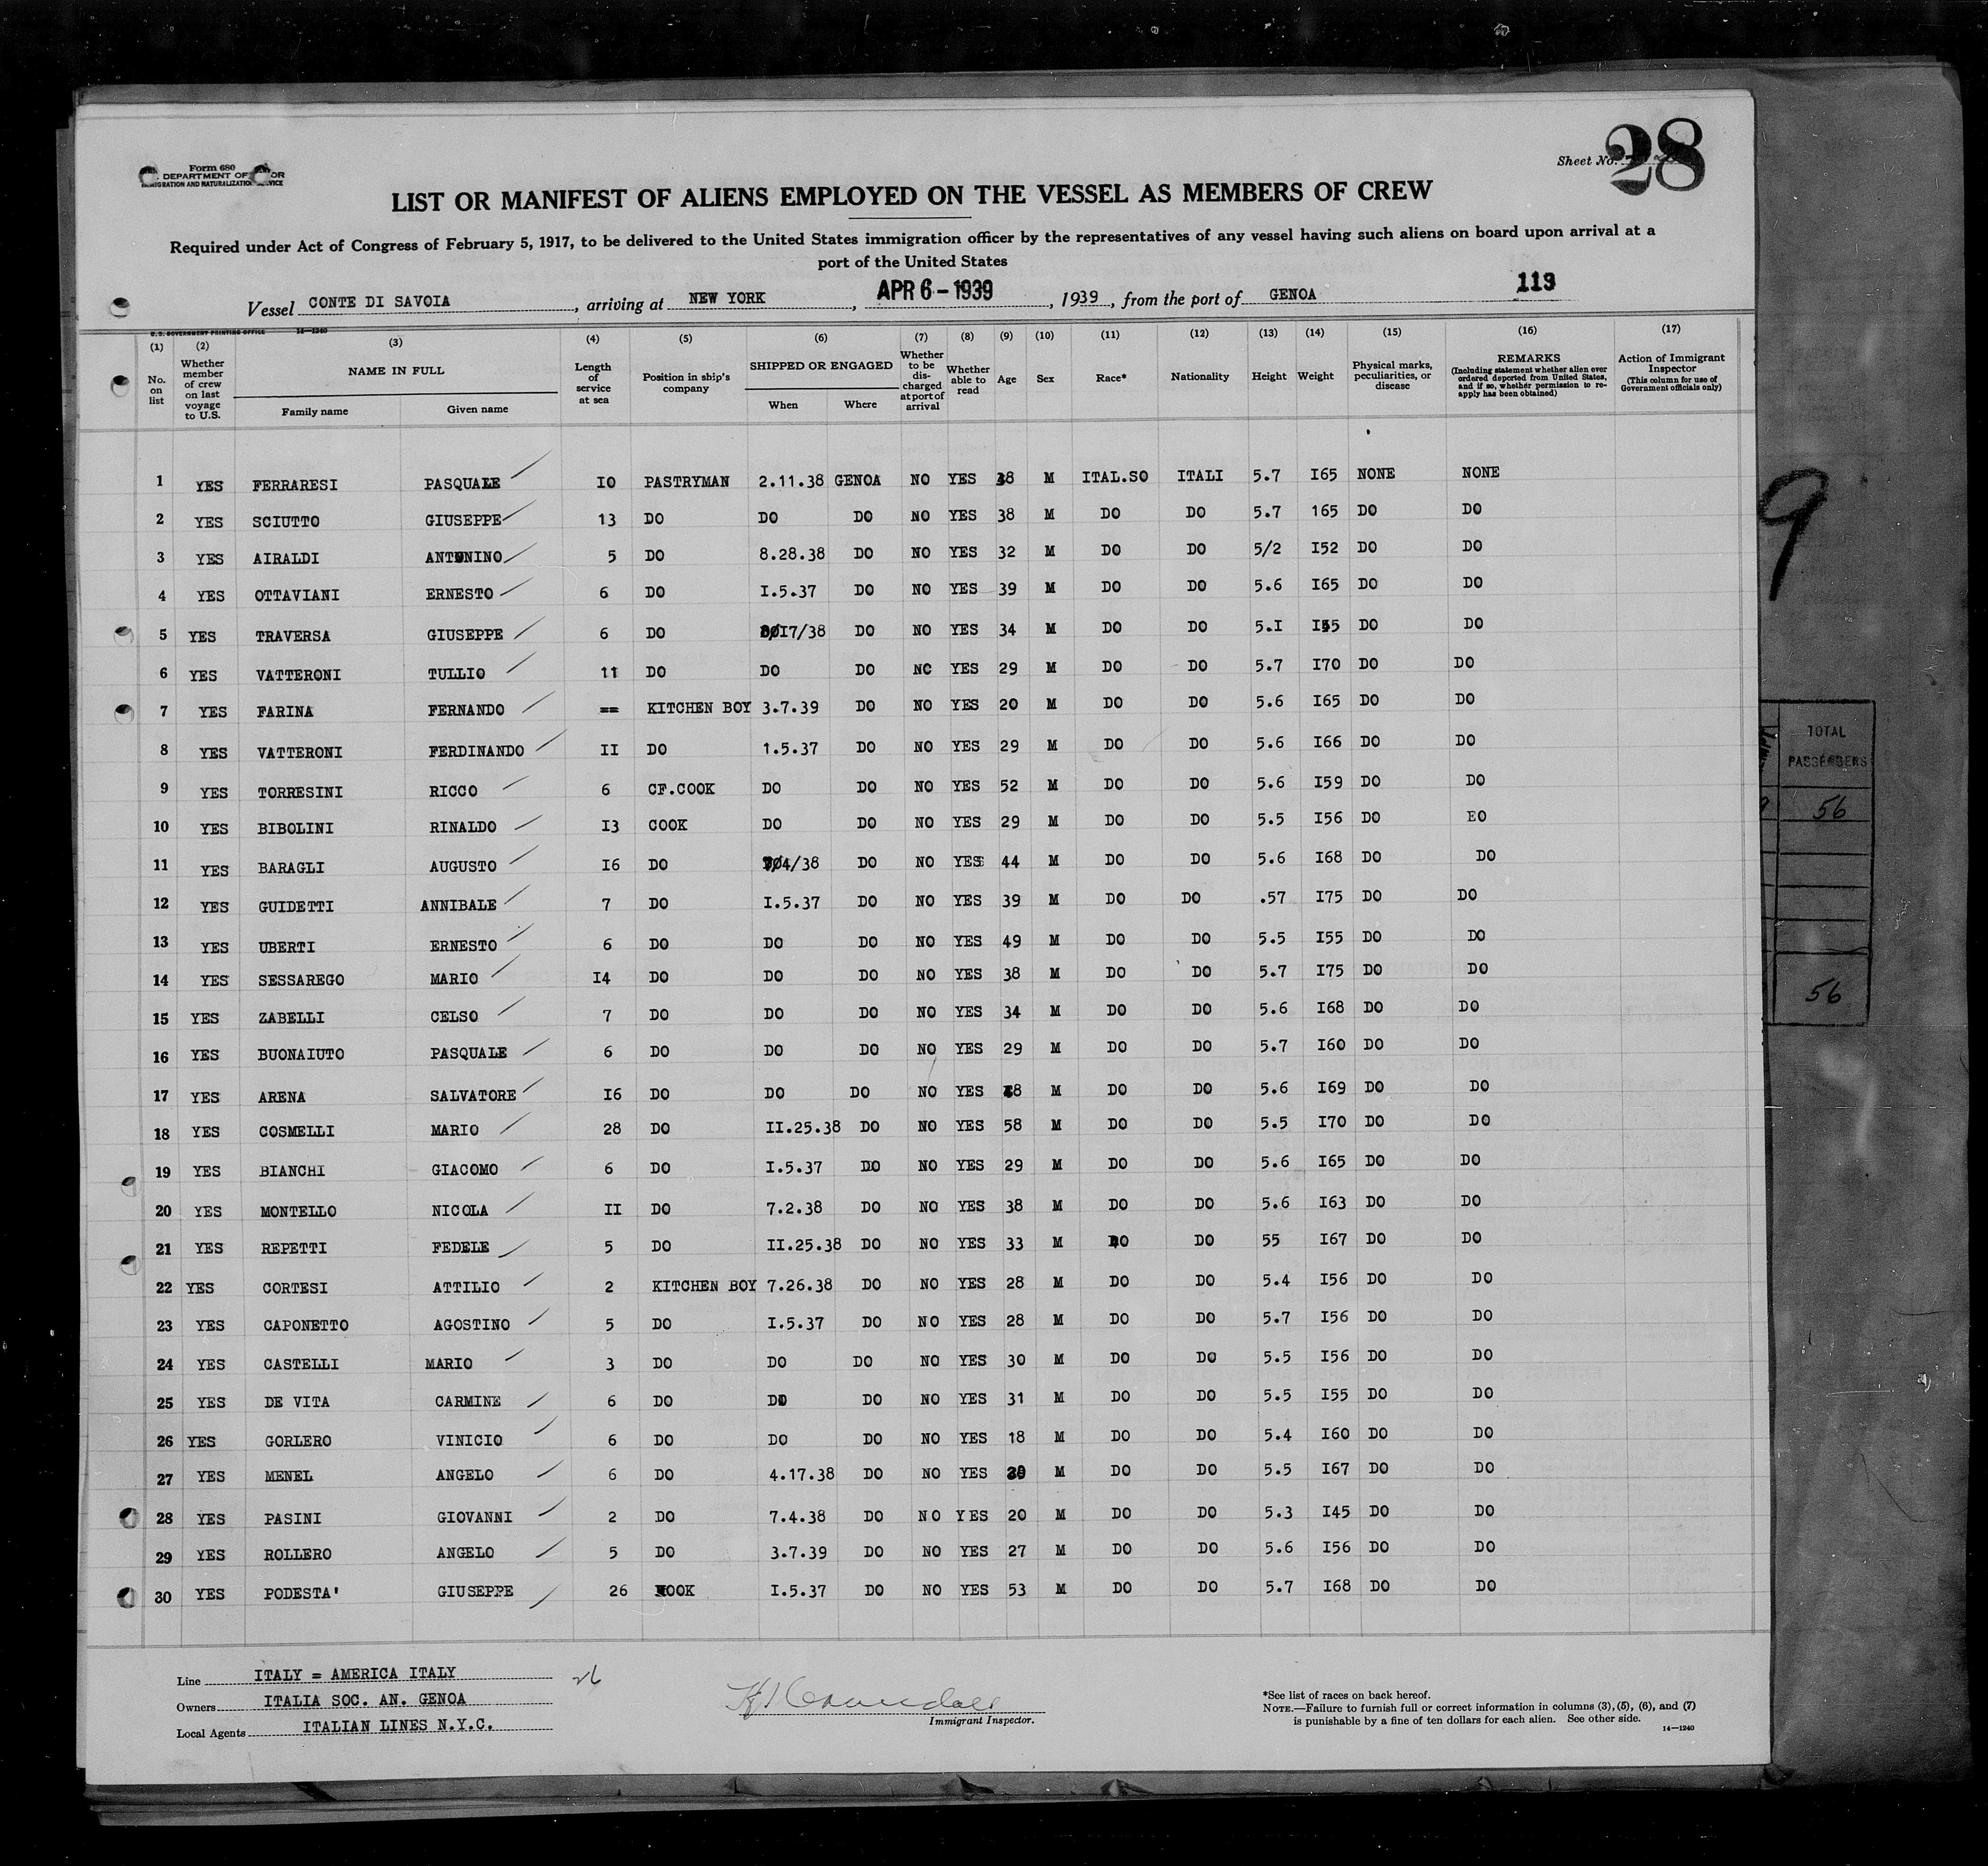 Form 680
DEPARTMENT OF
IMMIGRATION AND NATURALIZATION SERVICE
Sheet No.
28
LIST OR MANIFEST OF ALIENS EMPLOYED ON THE VESSEL AS MEMBERS OF CREW
Required under Act of Congress of February 5, 1917, to be delivered to the United States immigration officer by the representatives of any vessel having such aliens on board upon arrival at a
port of the United States
113
Vessel CONTE DI SAVOIA, arriving at NEW YORK, APR 6 - 1939, 1939, from the port of GENOA
U.S. GOVERNMENT PRINTING OFFICE 14—1240
(1) No. on list
(2) Whether member of crew on last voyage to U.S.
(3) NAME IN FULL
Family name Given name
(4) Length of service at sea
(5) Position in ship's company
(6) SHIPPED OR ENGAGED
When Where
(7) Whether to be discharged at port of arrival
(8) Whether able to read
(9) Age
(10) Sex
(11) Race*
(12) Nationality
(13) Height
(14) Weight
(15) Physical marks, peculiarities, or disease
(16) REMARKS
(Including statement whether alien ever ordered deported from United States, and if so, whether permission to re-apply has been obtained)
(17) Action of Immigrant Inspector
(This column for use of Government officials only)
1 YES FERRARESI PASQUALE I0 PASTRYMAN 2.11.38 GENOA NO YES M ITAL.SO ITALI 5.7 I65 NONE NONE
2 YES SCIUTTO GIUSEPPE 13 DO DO DO NO YES 38 M DO DO 5.7 165 DO DO
3 YES AIRALDI ANTONINO 5 DO 8.28.38 DO NO YES 32 M DO DO 5/2 I52 DO DO
4 YES OTTAVIANI ERNESTO 6 DO I.5.37 DO NO YES 39 M DO DO 5.6 I65 DO DO
5 YES TRAVERSA GIUSEPPE 6 DO DO NO YES 34 M DO DO 5.I DO DO
6 YES VATTERONI TULLIO 11 DO DO DO NC YES 29 M DO DO 5.7 I70 DO DO
7 YES FARINA FERNANDO == KITCHEN BOY 3.7.39 DO NO YES 20 M DO DO 5.6 I65 DO DO
8 YES VATTERONI FERDINANDO II DO 1.5.37 DO NO YES 29 M DO DO 5.6 I66 DO DO
9 YES TORRESINI RICCO 6 CF.COOK DO DO NO YES 52 M DO DO 5.6 I59 DO DO
10 YES BIBOLINI RINALDO I3 COOK DO DO NO YES 29 M DO DO 5.5 I56 DO EO
11 YES BARAGLI AUGUSTO I6 DO DO NO YES 44 M DO DO 5.6 I68 DO DO
12 YES GUIDETTI ANNIBALE 7 DO I.5.37 DO NO YES 39 M DO DO .57 I75 DO DO
13 YES UBERTI ERNESTO 6 DO DO DO NO YES 49 M DO DO 5.5 I55 DO DO
14 YES SESSAREGO MARIO I4 DO DO DO NO YES 38 M DO DO 5.7 I75 DO DO
15 YES ZABELLI CELSO 7 DO DO DO NO YES 34 M DO DO 5.6 I68 DO DO
16 YES BUONAIUTO PASQUALE 6 DO DO DO NO YES 29 M DO DO 5.7 I60 DO DO
17 YES ARENA SALVATORE I6 DO DO DO NO YES M DO DO 5.6 I69 DO DO
18 YES COSMELLI MARIO 28 DO II.25.38 DO NO YES 58 M DO DO 5.5 I70 DO DO
19 YES BIANCHI GIACOMO 6 DO I.5.37 DO NO YES 29 M DO DO 5.6 I65 DO DO
20 YES MONTELLO NICOLA II DO 7.2.38 DO NO YES 38 M DO DO 5.6 I63 DO DO
21 YES REPETTI FEDELE 5 DO II.25.38 DO NO YES 33 M DO DO 55 I67 DO DO
22 YES CORTESI ATTILIO 2 KITCHEN BOY 7.26.38 DO NO YES 28 M DO DO 5.4 I56 DO DO
23 YES CAPONETTO AGOSTINO 5 DO I.5.37 DO NO YES 28 M DO DO 5.7 I56 DO DO
24 YES CASTELLI MARIO 3 DO DO DO NO YES 30 M DO DO 5.5 I56 DO DO
25 YES DE VITA CARMINE 6 DO DO DO NO YES 31 M DO DO 5.5 I55 DO DO
26 YES GORLERO VINICIO 6 DO DO DO NO YES 18 M DO DO 5.4 I60 DO DO
27 YES MENEL ANGELO 6 DO 4.17.38 DO NO YES M DO DO 5.5 I67 DO DO
28 YES PASINI GIOVANNI 2 DO 7.4.38 DO NO YES 20 M DO DO 5.3 I45 DO DO
29 YES ROLLERO ANGELO 5 DO 3.7.39 DO NO YES 27 M DO DO 5.6 I56 DO DO
30 YES PODESTA' GIUSEPPE 26 COOK I.5.37 DO NO YES 53 M DO DO 5.7 I68 DO DO
Line ITALY = AMERICA ITALY
Owners ITALIA SOC. AN. GENOA
Local Agents ITALIAN LINES N.Y.C.
Immigrant Inspector.
*See list of races on back hereof.
NOTE.—Failure to furnish full or correct information in columns (3), (5), (6), and (7)
is punishable by a fine of ten dollars for each alien. See other side.
14—1240
9
TOTAL
PASSENGERS
56
56